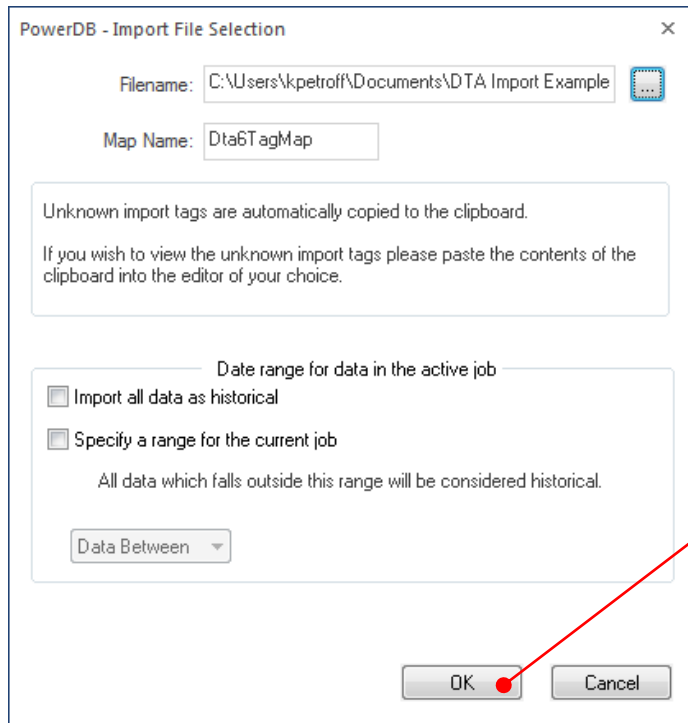 PowerDB - Import File Selection
Filename: C:\Users\kpetroff\Documents\DTA Import Example ...
Map Name: Dta6TagMap
Unknown import tags are automatically copied to the clipboard.
If you wish to view the unknown import tags please paste the contents of the
clipboard into the editor of your choice.
Date range for data in the active job
Import all data as historical
Specify a range for the current job
All data which falls outside this range will be considered historical.
Data Between
OK Cancel